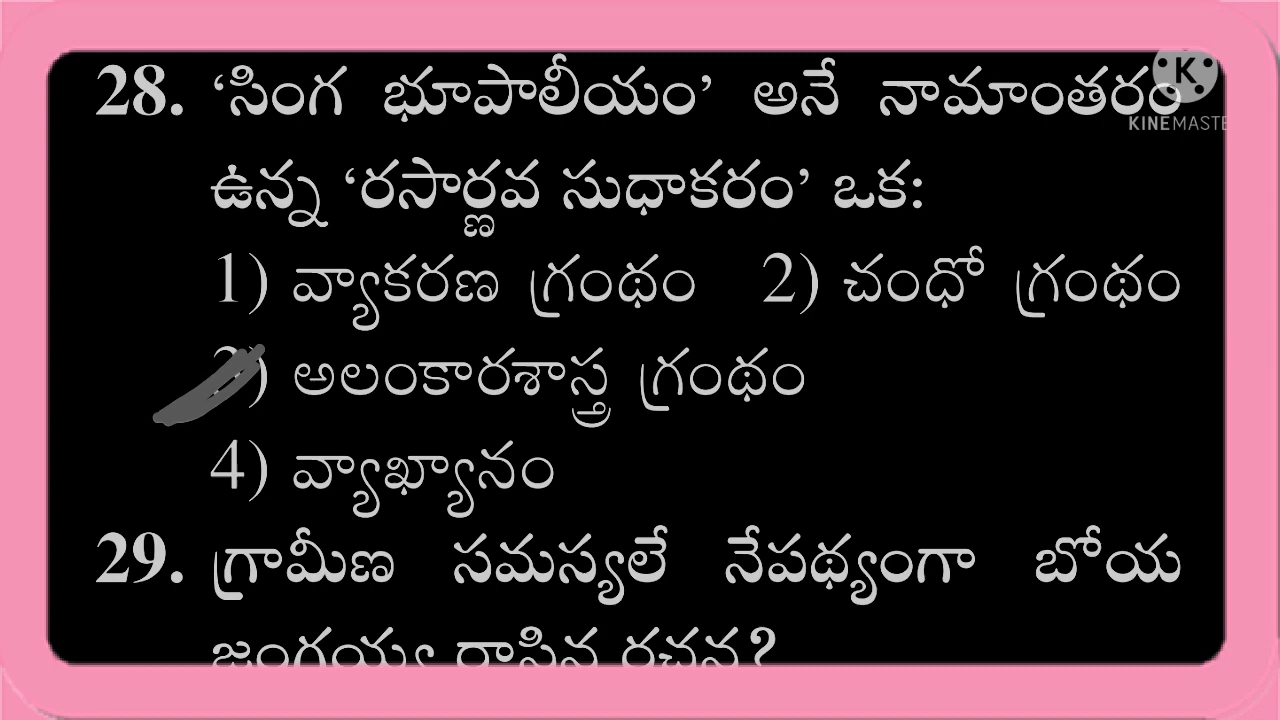 28. ‘సింగ భూపాలీయం’ అనే నామాంతరం
ఉన్న ‘రసార్ణవ సుధాకరం’ ఒక:
1) వ్యాకరణ గ్రంథం 2) చంధో గ్రంథం
3) అలంకారశాస్త్ర గ్రంథం
4) వ్యాఖ్యానం
29. గ్రామీణ సమస్యలే నేపథ్యంగా బోయ
జంగయ్య రాసిన రచన?
K
KINEMASTE